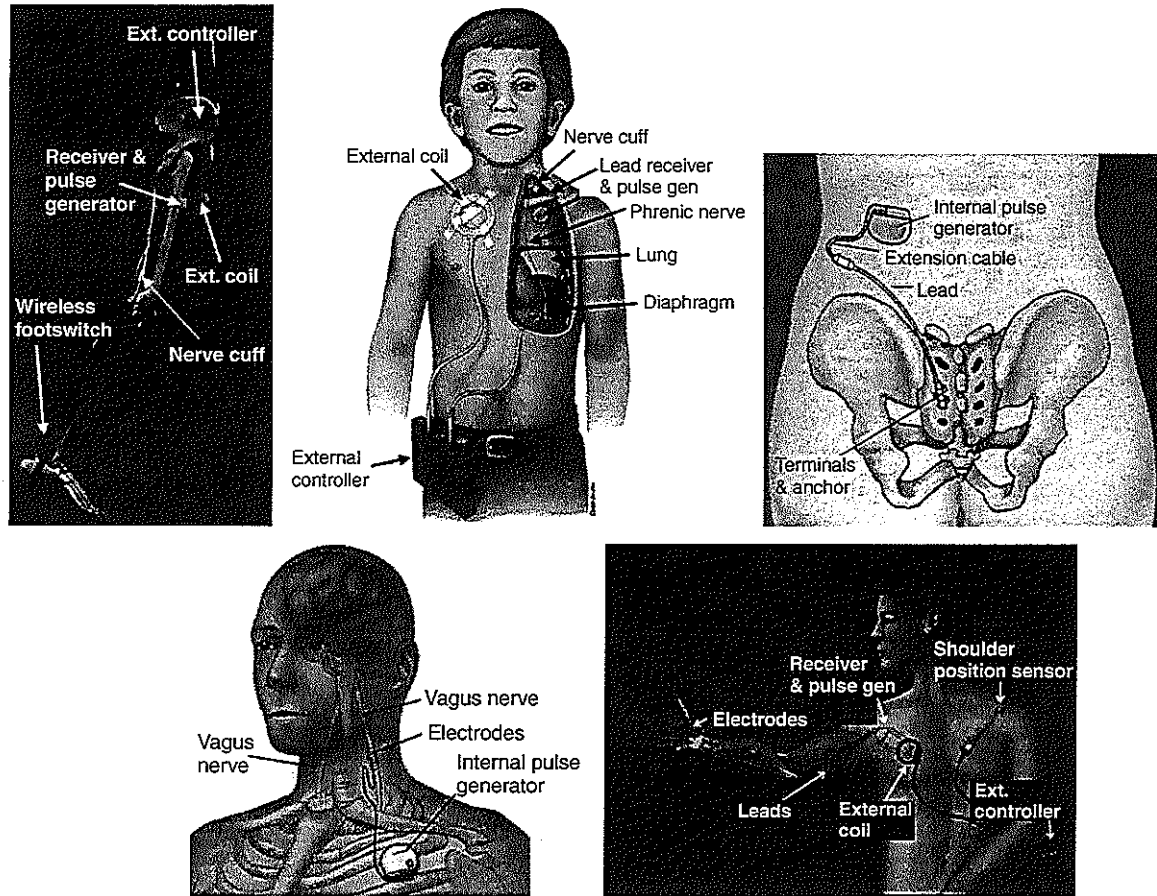 Ext. controller
Receiver &
pulse
generator
Ext. coil
Wireless
footswitch
Nerve cuff
External coil
Nerve cuff
Lead receiver
& pulse gen
Phrenic nerve
Lung
Diaphragm
External
controller
Internal pulse
generator
Extension cable
Lead
Terminals
& anchor
Vagus nerve
Electrodes
Vagus
nerve
Internal pulse
generator
Receiver
& pulse gen
Shoulder
position sensor
Electrodes
Leads
External
coil
Ext.
controller